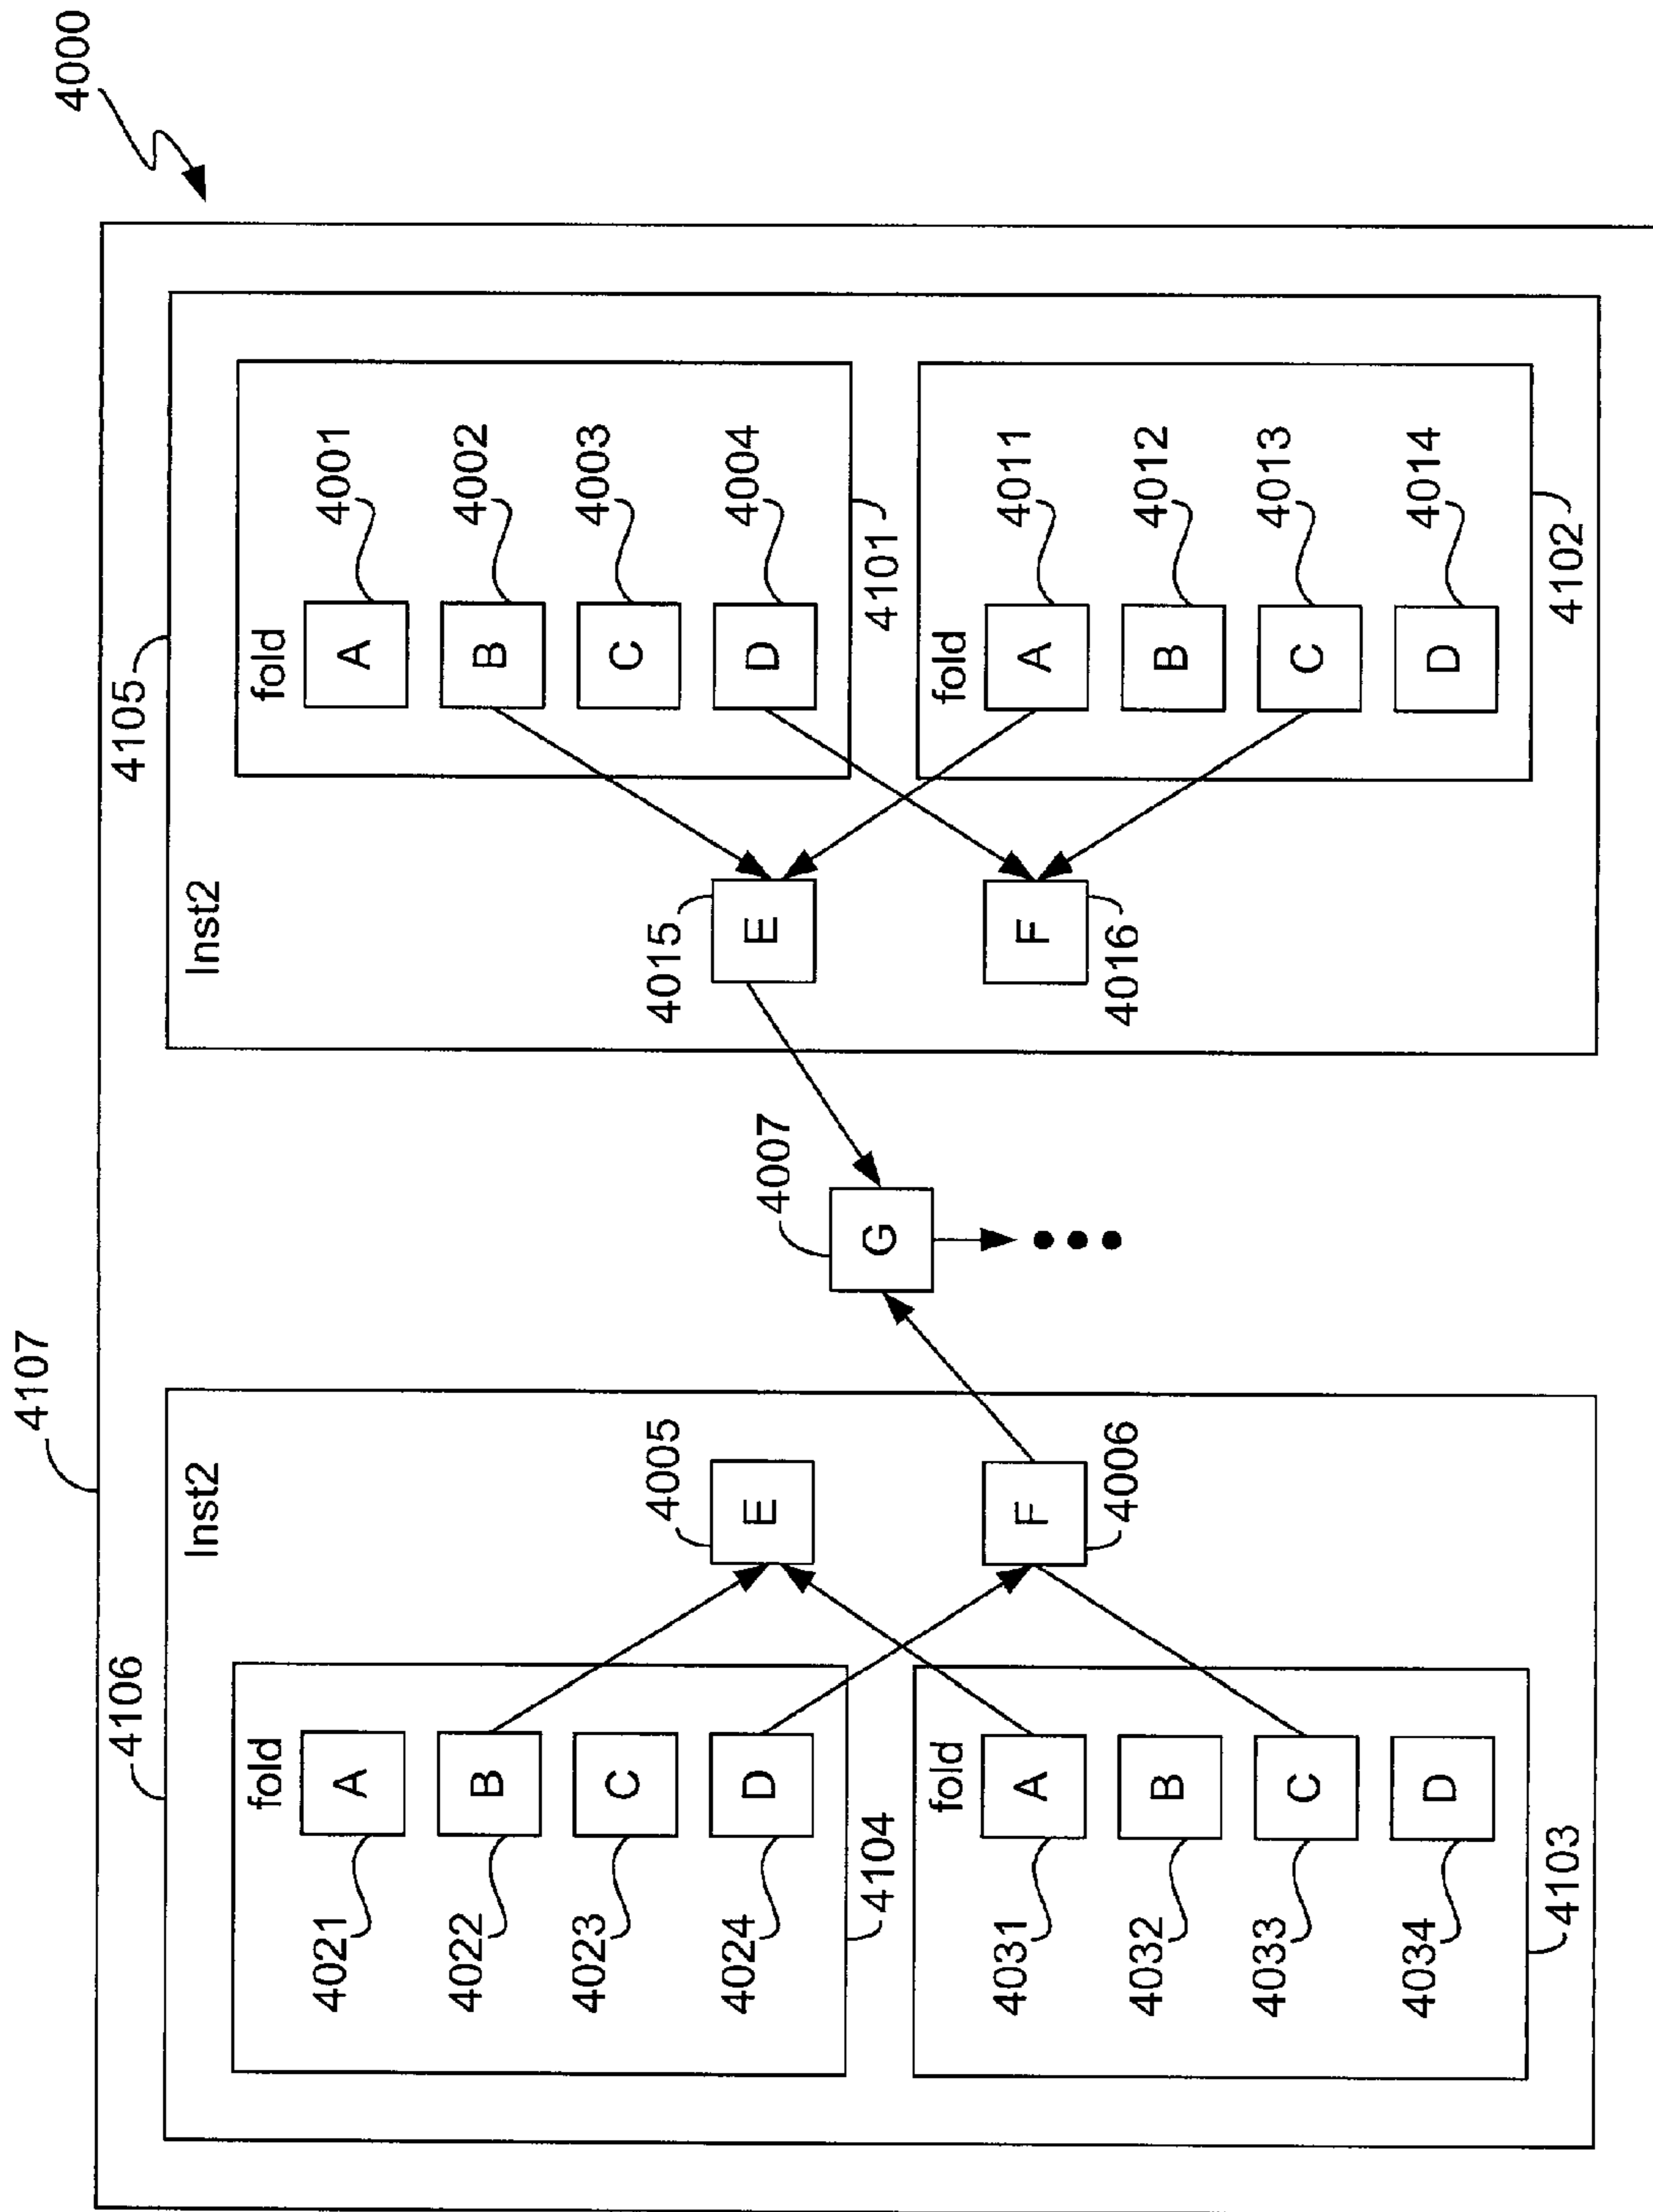 4000
4107
4106
4105
Inst2
Inst2
fold
A
4021
B
4022
C
4023
D
4024
4104
fold
A
4031
B
4032
C
4033
D
4034
4103
E
4005
F
4006
G
4007
E
4015
F
4016
fold
A
4001
B
4002
C
4003
D
4004
4101
fold
A
4011
B
4012
C
4013
D
4014
4102